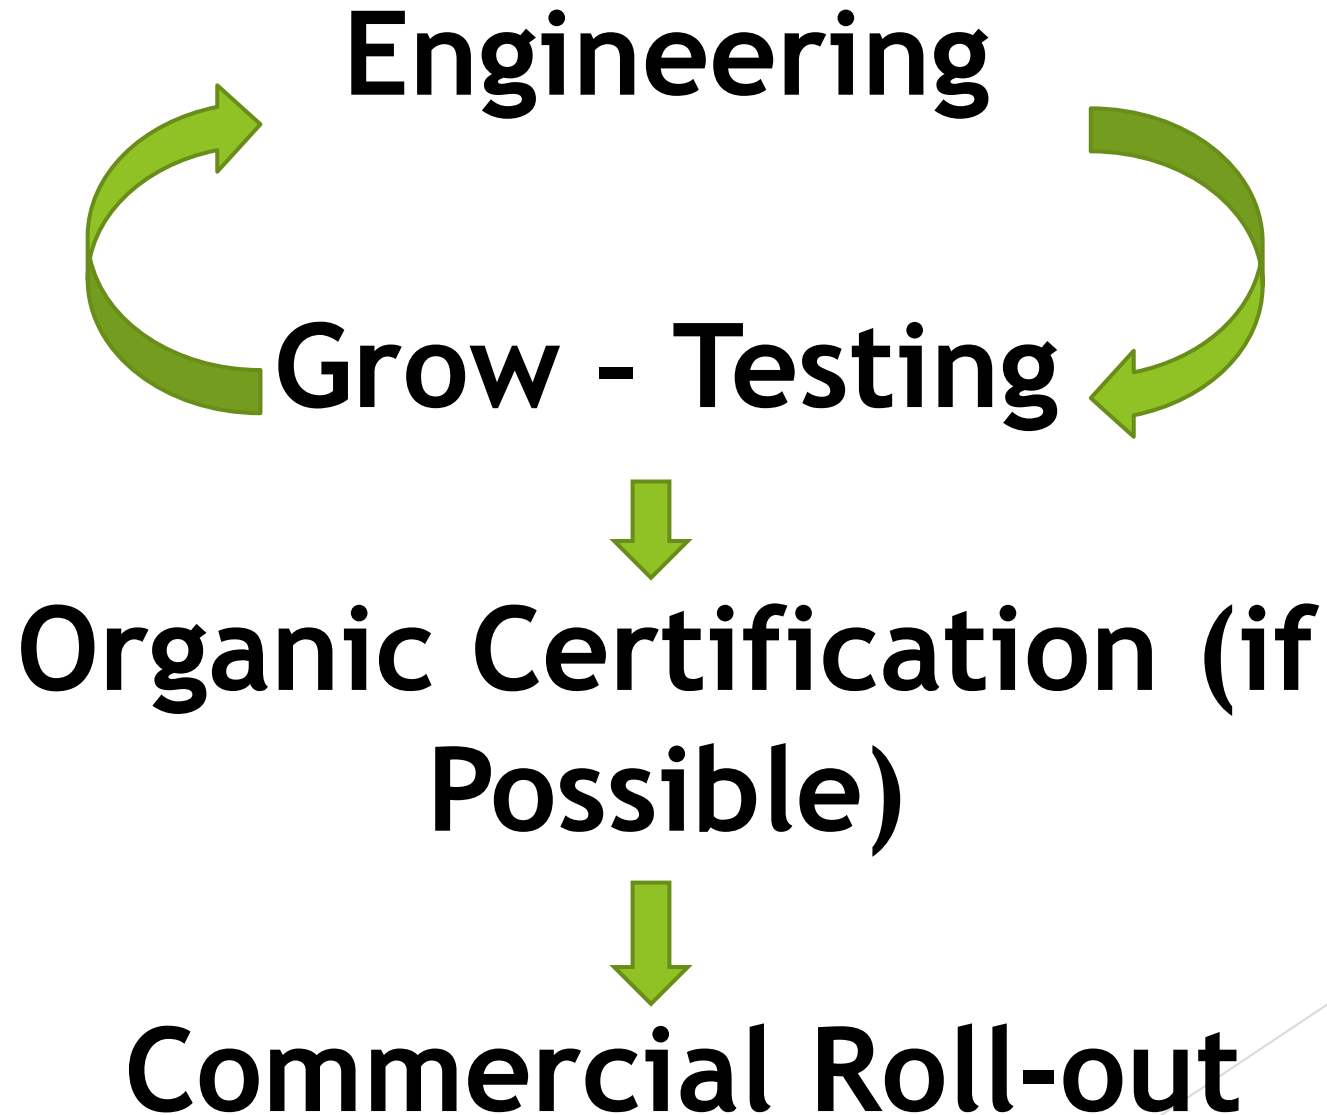 Engineering
Grow - Testing
Organic Certification (if
Possible)
Commercial Roll-out